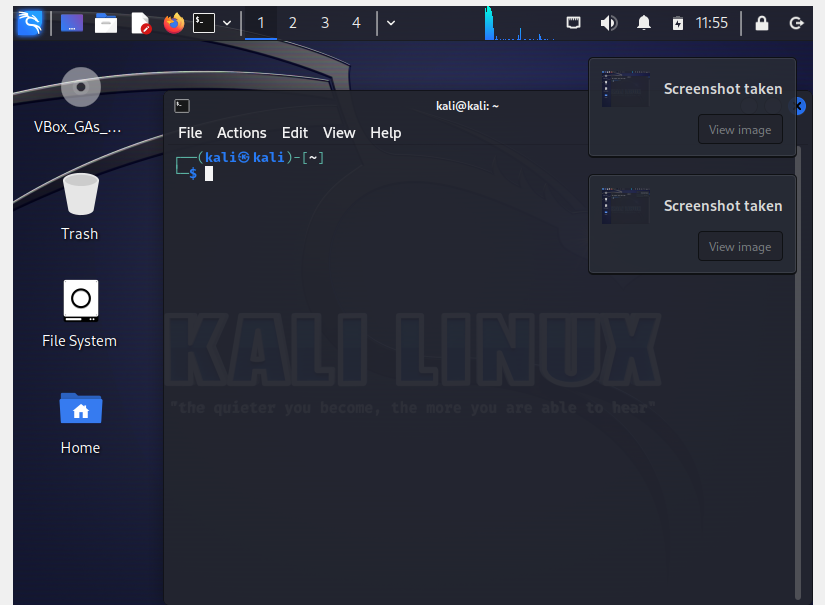 1 2 3 4 11:55
VBox_GAs_...
Trash
File System
Home
kali@kali: ~
File Actions Edit View Help
┌──(kali㉿kali)-[~]
└─$
KALI LINUX
"the quieter you become, the more you are able to hear"
Screenshot taken
View image
Screenshot taken
View image